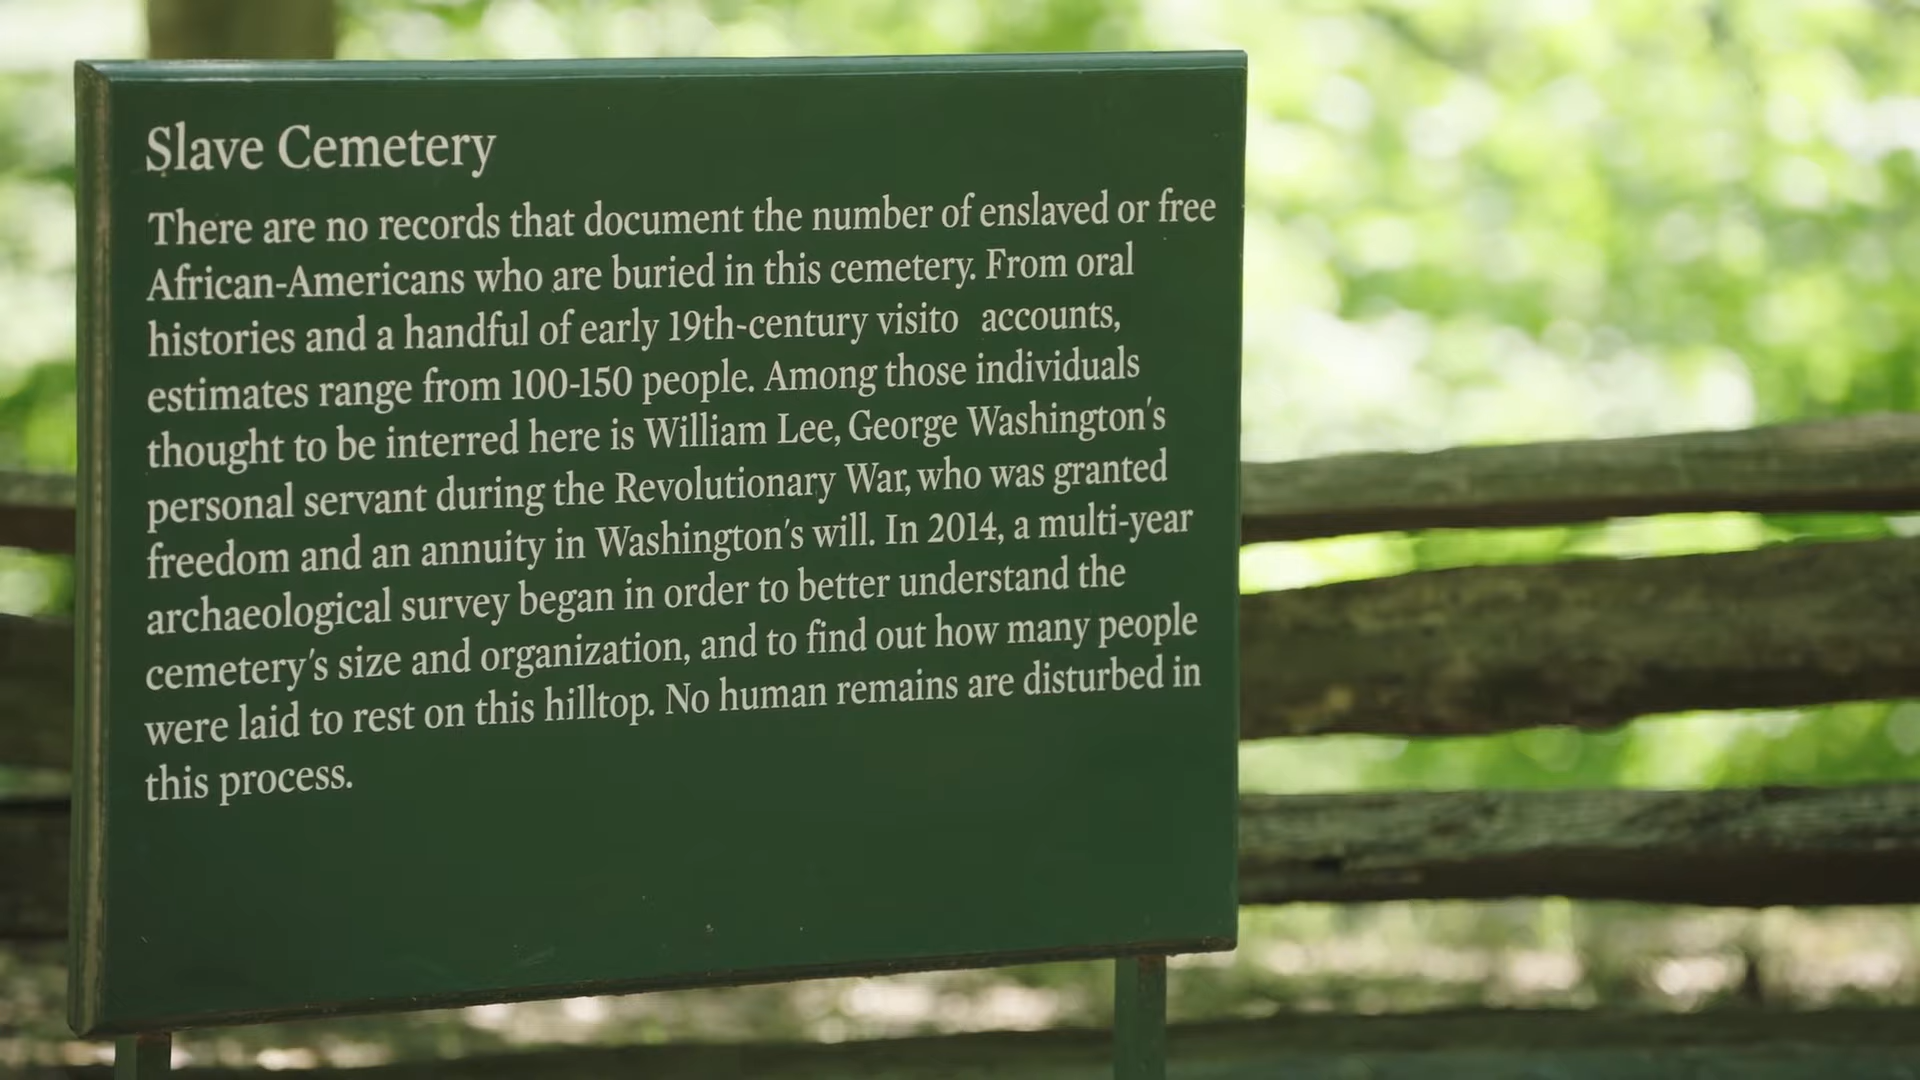 Slave Cemetery
There are no records that document the number of enslaved or free
African-Americans who are buried in this cemetery. From oral
histories and a handful of early 19th-century visito accounts,
estimates range from 100-150 people. Among those individuals
thought to be interred here is William Lee, George Washington's
personal servant during the Revolutionary War, who was granted
freedom and an annuity in Washington's will. In 2014, a multi-year
archaeological survey began in order to better understand the
cemetery's size and organization, and to find out how many people
were laid to rest on this hilltop. No human remains are disturbed in
this process.